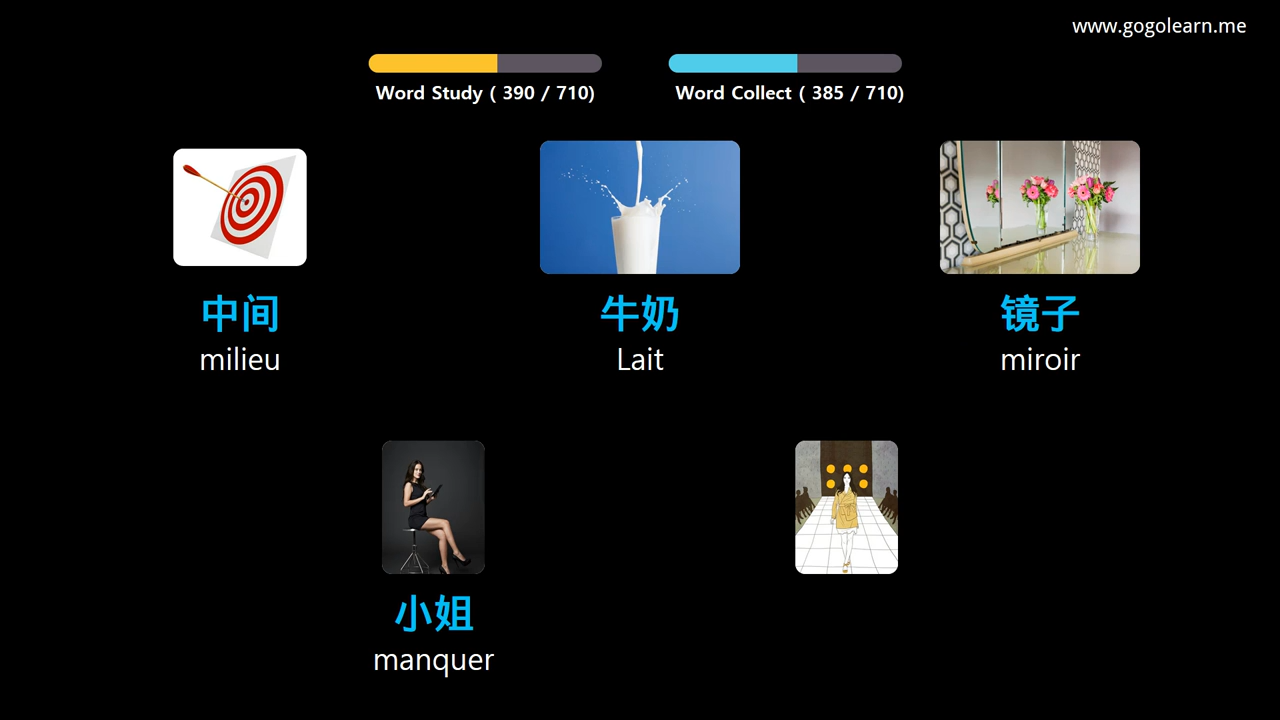 www.gogolearn.me
Word Study ( 390 / 710)
Word Collect ( 385 / 710)
中间
milieu
牛奶
Lait
镜子
miroir
小姐
manquer